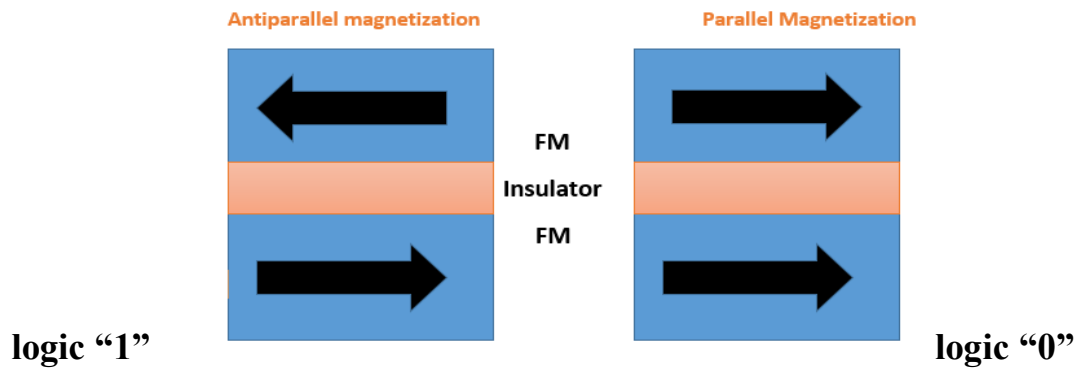 Antiparallel magnetization
Parallel Magnetization
FM
Insulator
FM
logic “1”
logic “0”